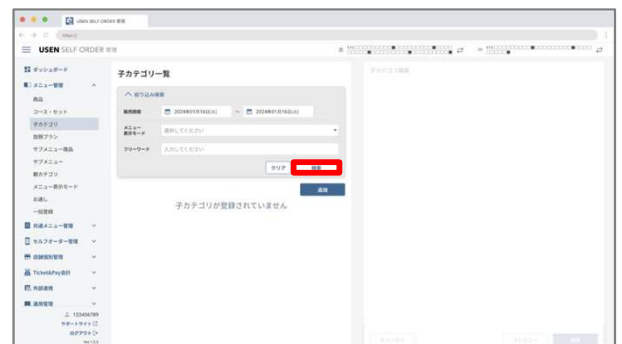 USEN SELF ORDER 管理
USEN SELF ORDER 管理
ダッシュボード
メニュー管理
商品
コース・セット
子カテゴリ
放題プラン
サブメニュー商品
サブメニュー
親カテゴリ
メニュー表示モード
お通し
一括登録
共通メニュー管理
セルフオーダー管理
店舗個別管理
Ticket&Pay会計
外部連携
運用管理
123456789
サポートサイト
ログアウト
子カテゴリ一覧
絞り込み検索
販売期間
2024年01月16日(火)
~
2024年01月16日(火)
メニュー
表示モード
選択してください
フリーワード
入力してください
クリア
検索
追加
子カテゴリが登録されていません
子カテゴリ編集
キャンセル
プレビュー